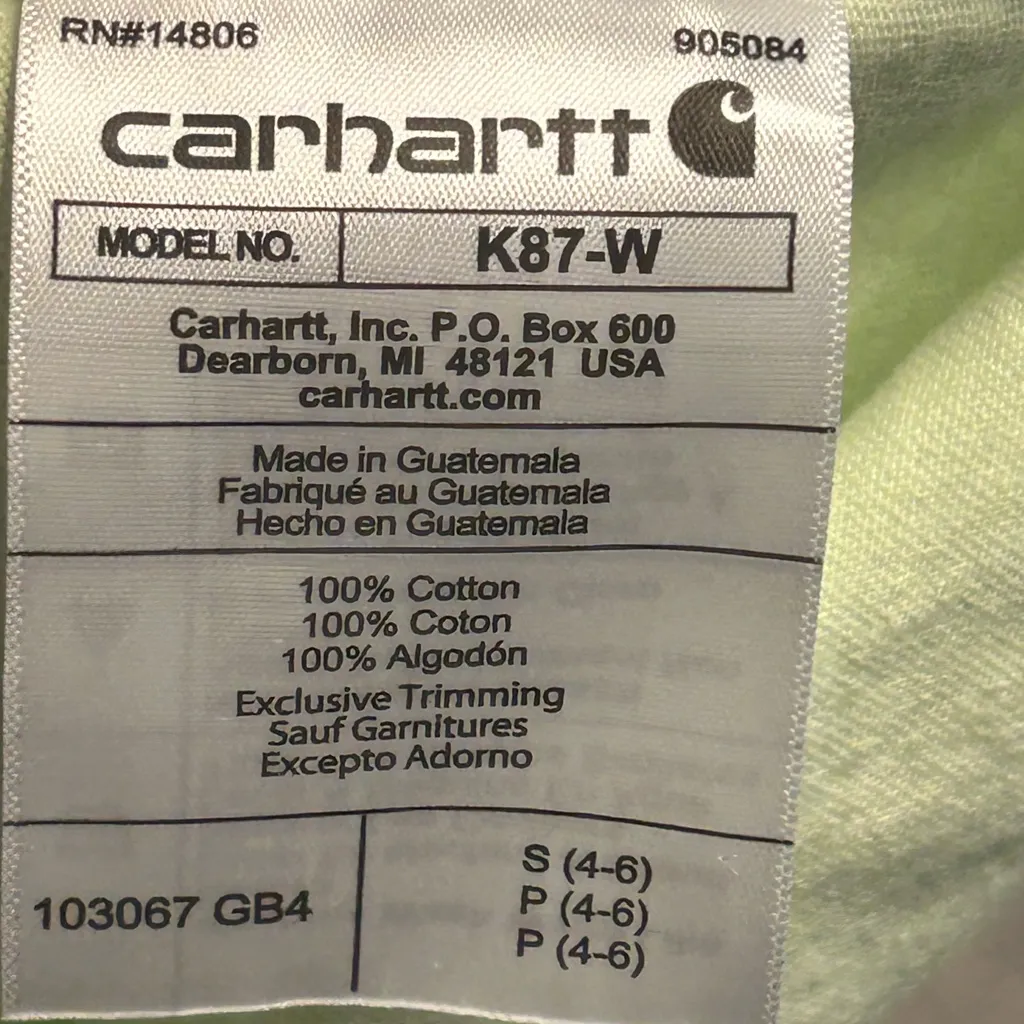 RN#14806
905084
carhartt
MODEL NO. K87-W
Carhartt, Inc. P.O. Box 600
Dearborn, MI 48121 USA
carhartt.com
Made in Guatemala
Fabriqué au Guatemala
Hecho en Guatemala
100% Cotton
100% Coton
100% Algodón
Exclusive Trimming
Sauf Garnitures
Excepto Adorno
103067 GB4
S (4-6)
P (4-6)
P (4-6)